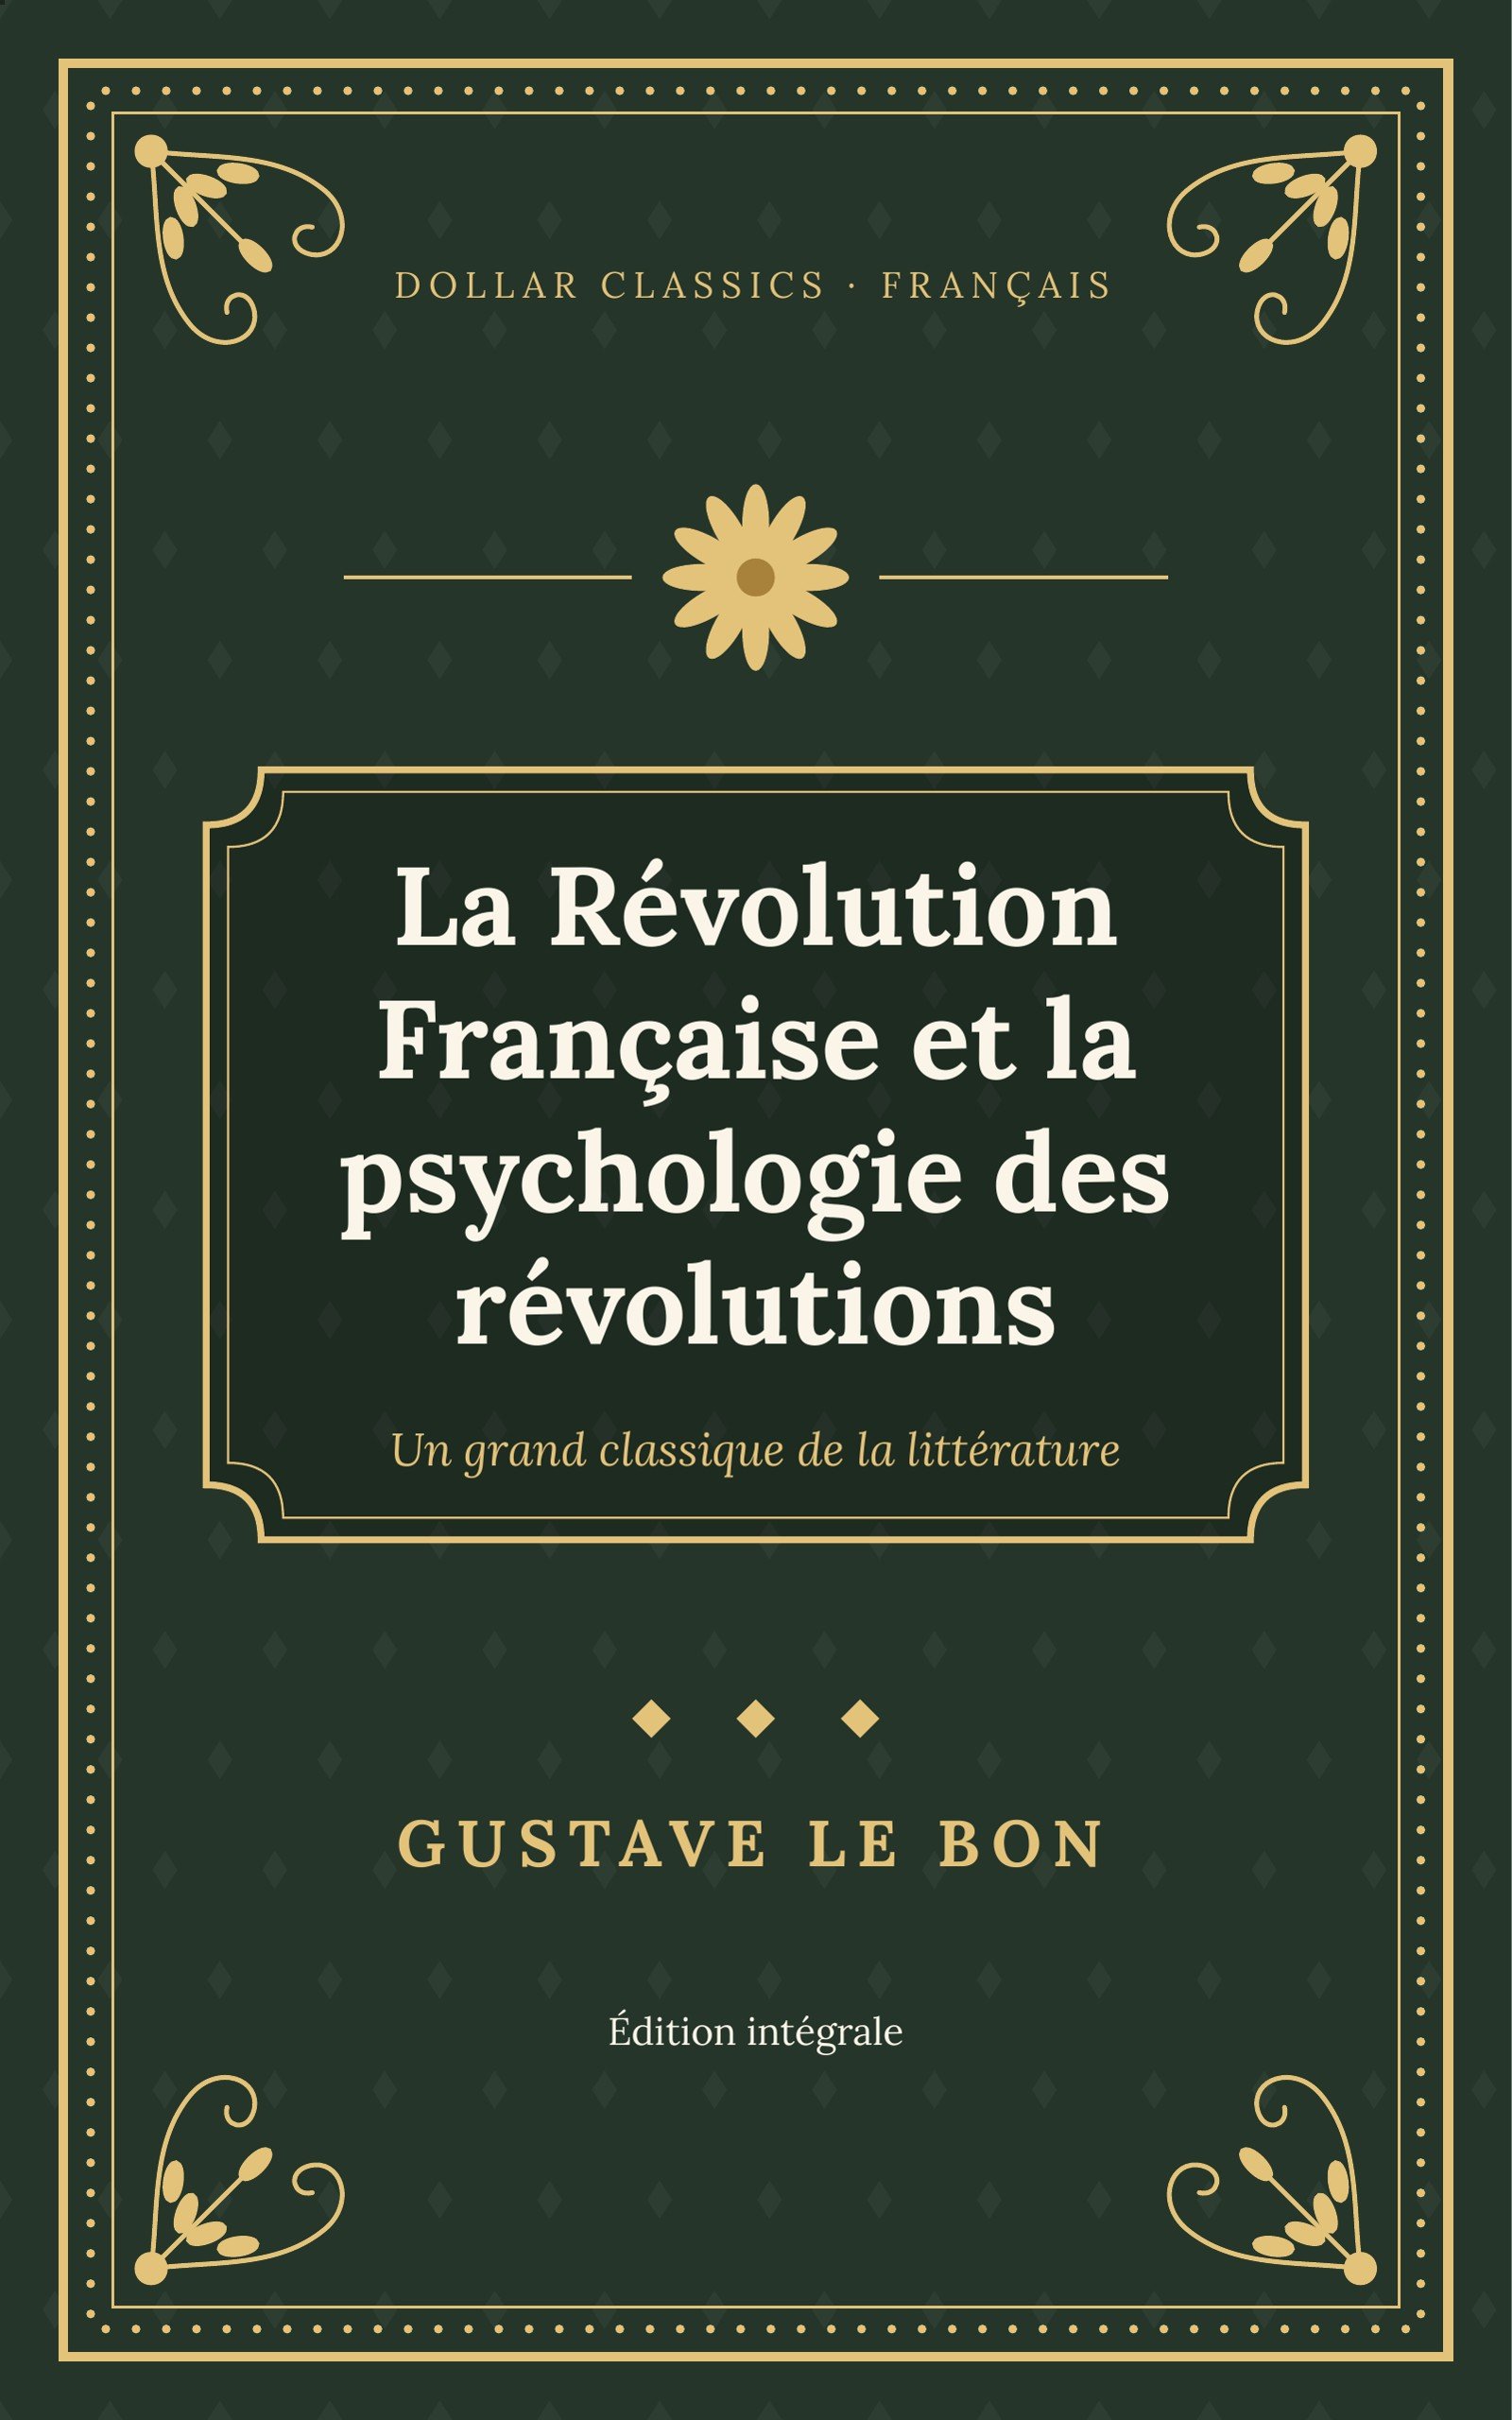 DOLLAR CLASSICS · FRANÇAIS
La Révolution
Française et la
psychologie des
révolutions
Un grand classique de la littérature
GUSTAVE LE BON
Édition intégrale